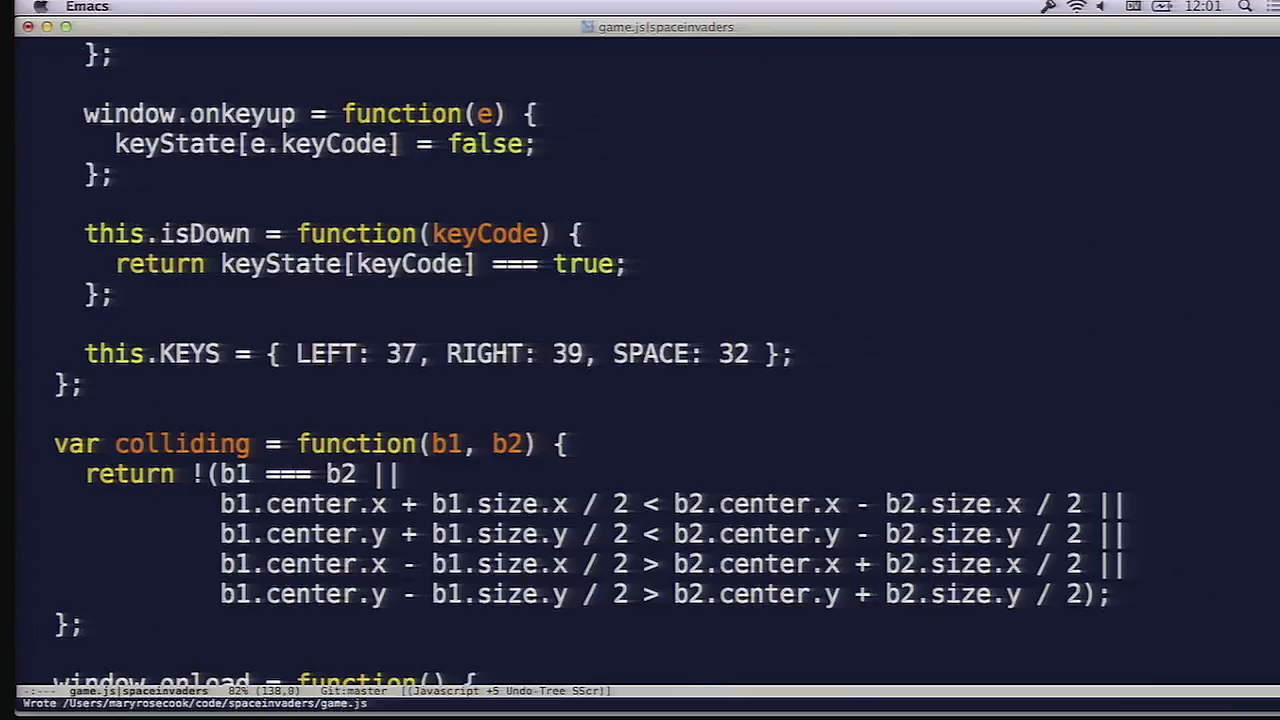 Emacs
12:01
game.js|spaceinvaders
};
window.onkeyup = function(e) {
keyState[e.keyCode] = false;
};
this.isDown = function(keyCode) {
return keyState[keyCode] === true;
};
this.KEYS = { LEFT: 37, RIGHT: 39, SPACE: 32 };
};
var colliding = function(b1, b2) {
return !(b1 === b2 ||
b1.center.x + b1.size.x / 2 < b2.center.x - b2.size.x / 2 ||
b1.center.y + b1.size.y / 2 < b2.center.y - b2.size.y / 2 ||
b1.center.x - b1.size.x / 2 > b2.center.x + b2.size.x / 2 ||
b1.center.y - b1.size.y / 2 > b2.center.y + b2.size.y / 2);
};
window.onload = function() {
-:--- game.js|spaceinvaders 82% (138,0) Git:master [(Javascript +5 Undo-Tree SScr)]
Wrote /Users/maryrosecook/code/spaceinvaders/game.js